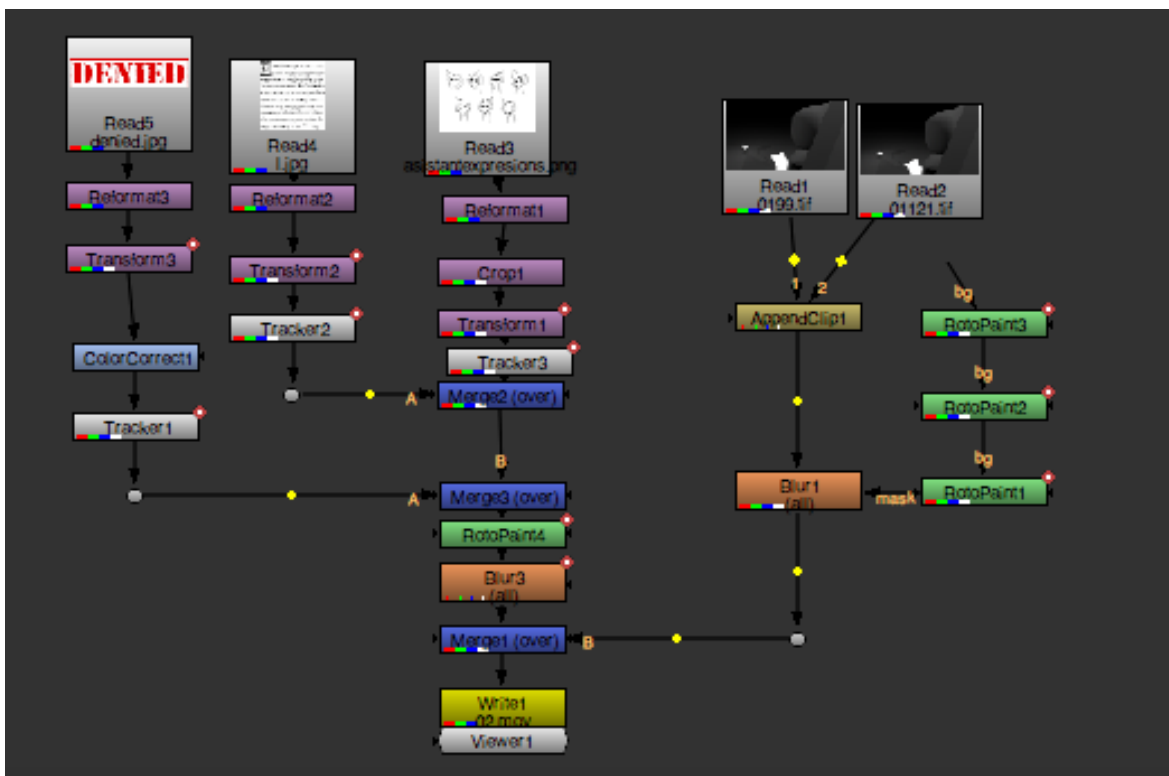 DENIED
Read5
denied.jpg
Reformat3
Transform3
ColorCorrect1
Tracker1
Read4
Reformat2
Transform2
Tracker2
Read3
asistantexpresions.png
Reformat1
Crop1
Transform1
Tracker3
A
Merge2 (over)
B
A
Merge3 (over)
RotoPaint4
Blur3
(all)
Merge1 (over)
B
Write1
02.mov
Viewer1
Read1
0199.tif
Read2
01121.tif
1
2
AppendClip1
Blur1
(all)
mask
bg
RotoPaint3
bg
RotoPaint2
bg
RotoPaint1